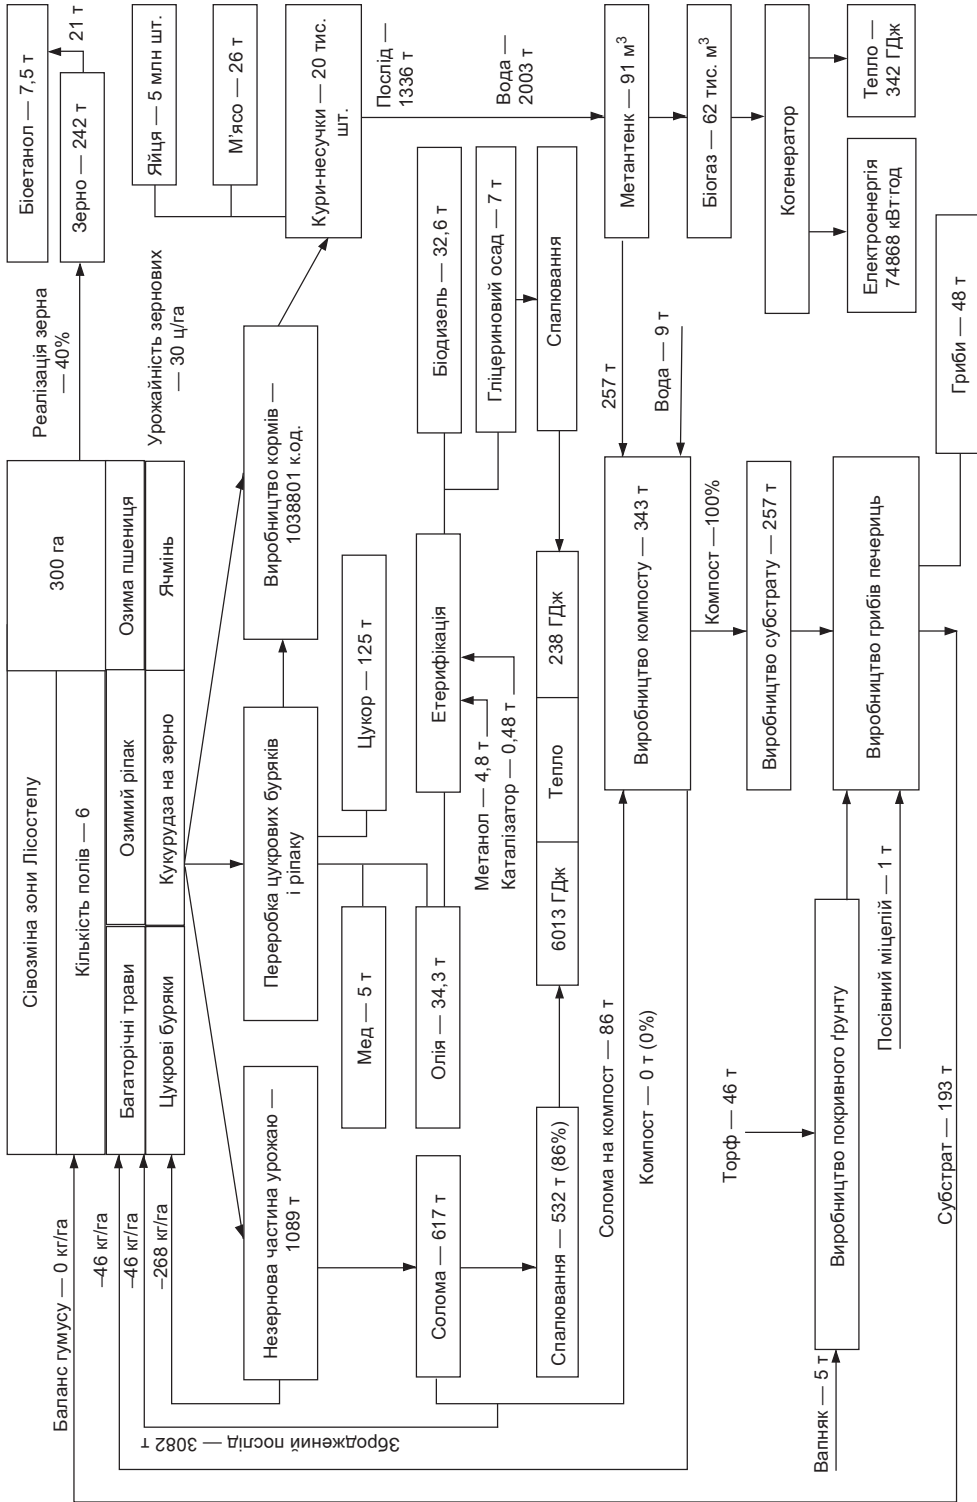 Сівозміна зони Лісостепу
300 га
Кількість полів — 6
Багаторічні трави
Озимий ріпак
Озима пшениця
Цукрові буряки
Кукурудза на зерно
Ячмінь
Баланс гумусу — 0 кг/га
–46 кг/га
–46 кг/га
–268 кг/га
Реалізація зерна
— 40%
Урожайність зернових
— 30 ц/га
Біоетанол — 7,5 т
21 т
Зерно — 242 т
Яйця — 5 млн шт.
М'ясо — 26 т
Кури-несучки — 20 тис.
шт.
Незернова частина урожаю —
1089 т
Переробка цукрових буряків
і ріпаку
Виробництво кормів —
1038801 к.од.
Послід —
1336 т
Вода —
2003 т
Мед — 5 т
Цукор — 125 т
Олія — 34,3 т
Етерифікація
Біодизель — 32,6 т
Гліцериновий осад — 7 т
Метанол — 4,8 т
Каталізатор — 0,48 т
Солома — 617 т
Спалювання — 532 т (86%)
6013 ГДж
Тепло
238 ГДж
Спалювання
Метантенк — 91 м³
Біогаз — 62 тис. м³
Когенератор
Електроенергія
74868 кВт·год
Тепло —
342 ГДж
Зброджений послід — 3082 т
Солома на компост — 86 т
Компост — 0 т (0%)
Виробництво компосту — 343 т
257 т
Вода — 9 т
Компост —100%
Виробництво субстрату — 257 т
Торф — 46 т
Вапняк — 5 т
Виробництво покривного ґрунту
Посівний міцелій — 1 т
Виробництво грибів печериць
Гриби — 48 т
Субстрат — 193 т